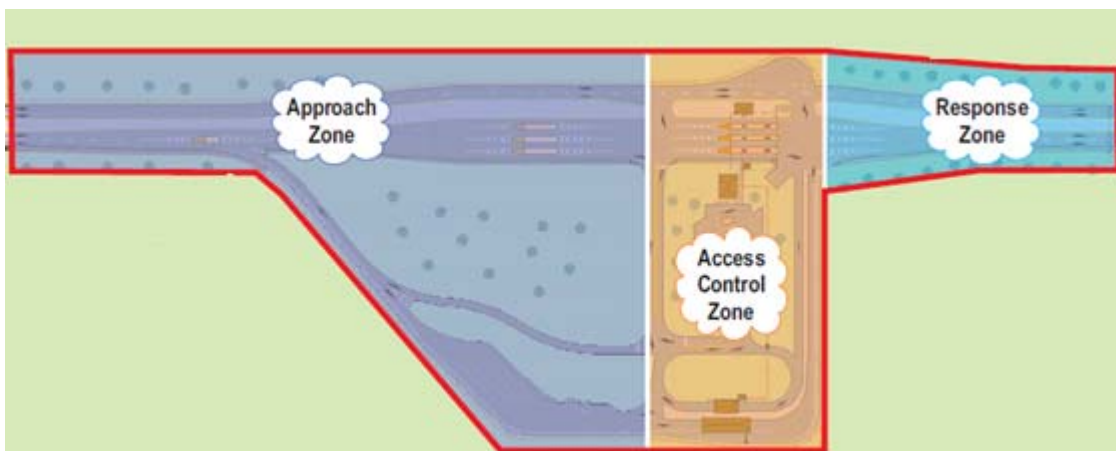 Approach
Zone
Response
Zone
Access
Control
Zone